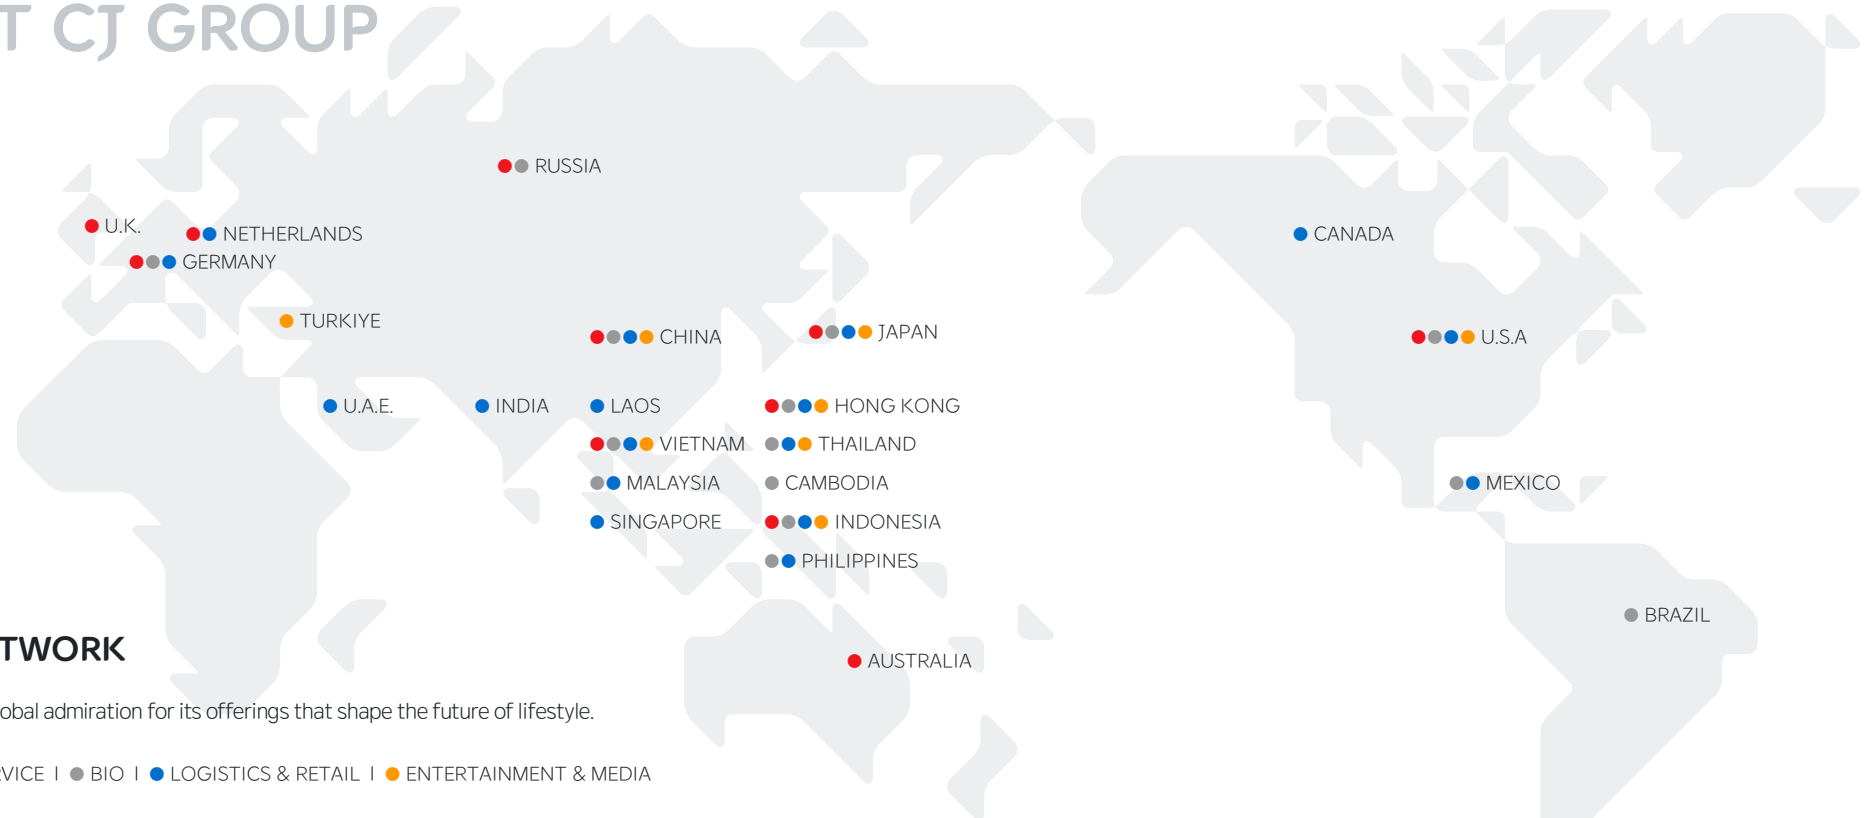 T CJ GROUP
RUSSIA
U.K.
NETHERLANDS
CANADA
GERMANY
TURKIYE
CHINA
JAPAN
U.S.A
U.A.E.
INDIA
LAOS
HONG KONG
VIETNAM
THAILAND
MALAYSIA
CAMBODIA
MEXICO
SINGAPORE
INDONESIA
PHILIPPINES
BRAZIL
TWORK
AUSTRALIA
obal admiration for its offerings that shape the future of lifestyle.
VICE | BIO | LOGISTICS & RETAIL | ENTERTAINMENT & MEDIA